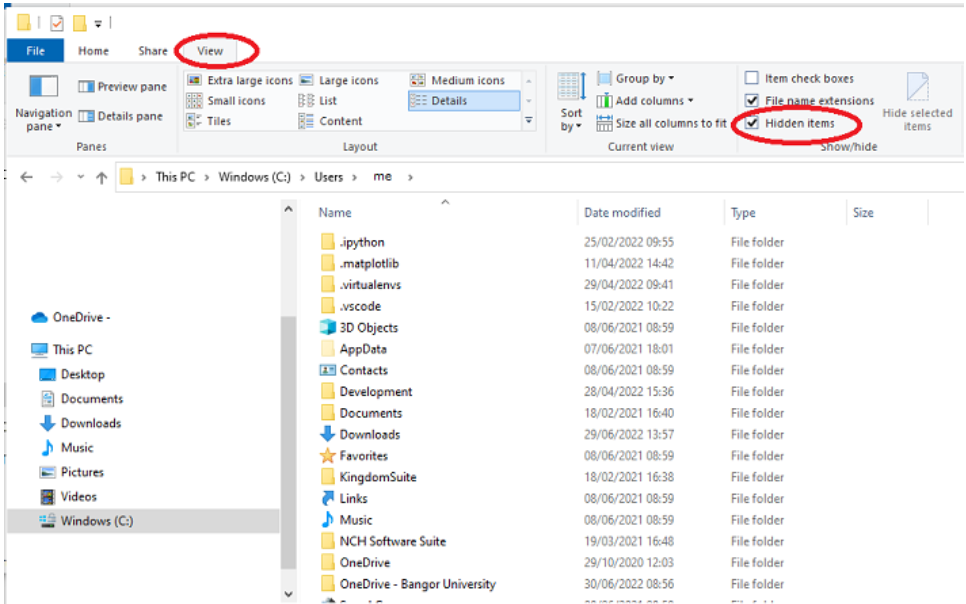 File Home Share View
Extra large icons Large icons Medium icons Group by Item check boxes
Preview pane
Small icons List Details Add columns File name extensions
Navigation pane Details pane Sort by Hide selected items
Tiles Content Size all columns to fit Hidden items
Panes Layout Current view Show/hide
This PC > Windows (C:) > Users > me >
Name Date modified Type Size
.ipython 25/02/2022 09:55 File folder
.matplotlib 11/04/2022 14:42 File folder
.virtualenvs 29/04/2022 09:41 File folder
.vscode 15/02/2022 10:22 File folder
3D Objects 08/06/2021 08:59 File folder
AppData 07/06/2021 18:01 File folder
Contacts 08/06/2021 08:59 File folder
Development 28/04/2022 15:36 File folder
Documents 18/02/2021 16:40 File folder
Downloads 29/06/2022 13:57 File folder
Favorites 08/06/2021 08:59 File folder
KingdomSuite 18/02/2021 16:38 File folder
Links 08/06/2021 08:59 File folder
Music 08/06/2021 08:59 File folder
NCH Software Suite 19/03/2021 16:48 File folder
OneDrive 29/10/2020 12:03 File folder
OneDrive - Bangor University 30/06/2022 08:56 File folder
OneDrive -
This PC
Desktop
Documents
Downloads
Music
Pictures
Videos
Windows (C:)